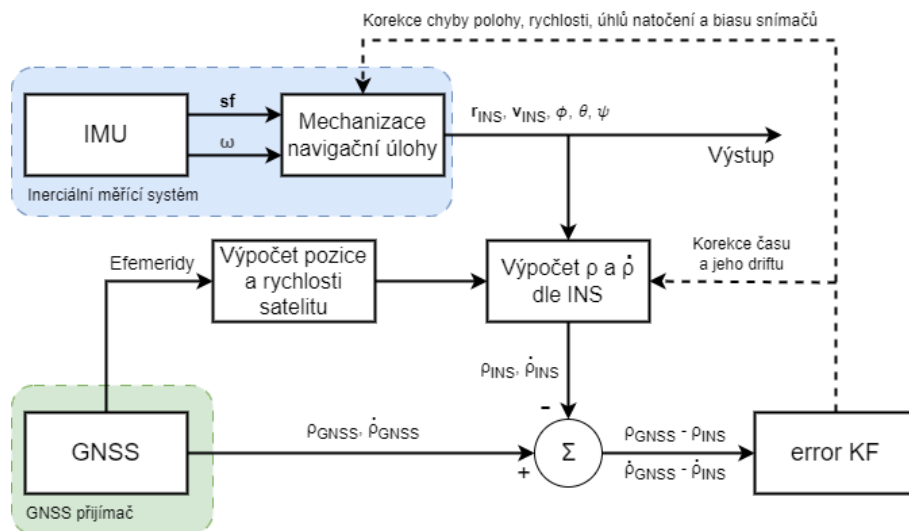 Korekce chyby polohy, rychlosti, úhlů natočení a biasu snímačů
IMU
sf
ω
Mechanizace
navigační úlohy
r_INS, v_INS, ϕ, θ, ψ
Výstup
Inerciální měřící systém
Efemeridy
Výpočet pozice
a rychlosti
satelitu
Výpočet ρ a ρ̇
dle INS
Korekce času
a jeho driftu
ρ_INS, ρ̇_INS
-
GNSS
ρ_GNSS, ρ̇_GNSS
+
Σ
ρ_GNSS - ρ_INS
ρ̇_GNSS - ρ̇_INS
error KF
GNSS přijímač